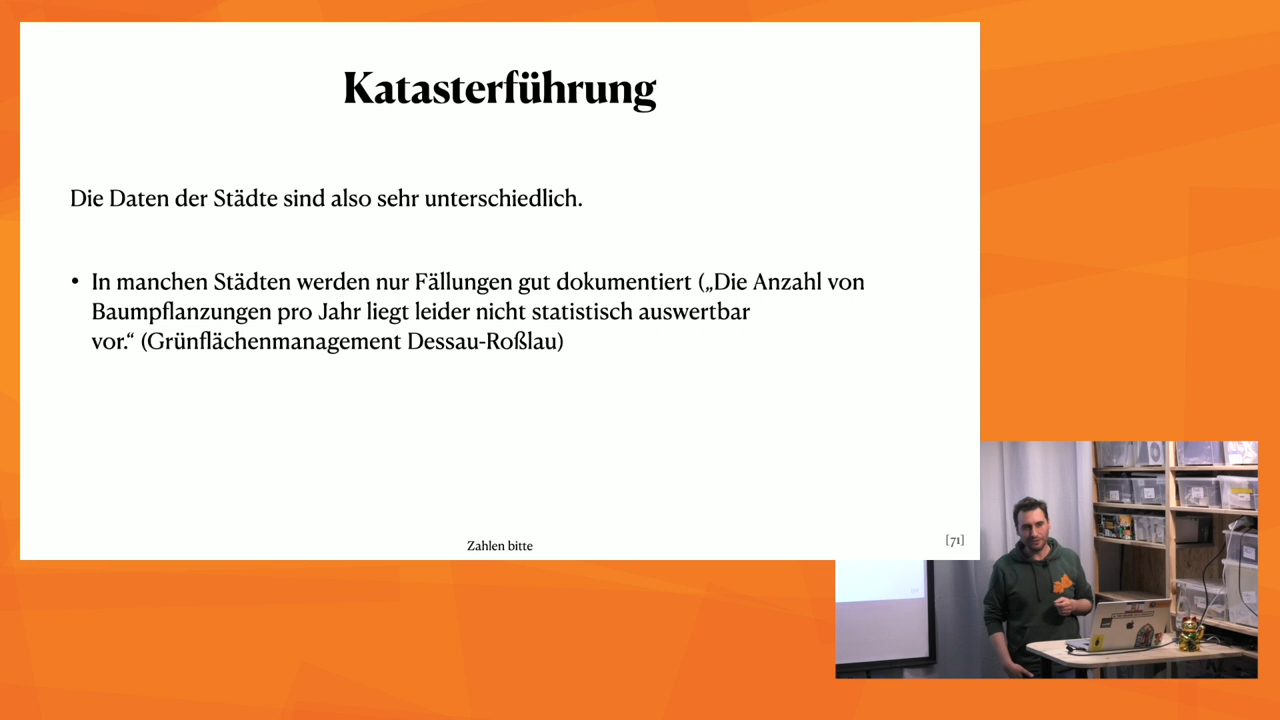 Katasterführung
Die Daten der Städte sind also sehr unterschiedlich.
• In manchen Städten werden nur Fällungen gut dokumentiert („Die Anzahl von
Baumpflanzungen pro Jahr liegt leider nicht statistisch auswertbar
vor.“ (Grünflächenmanagement Dessau-Roßlau)
Zahlen bitte
[71]